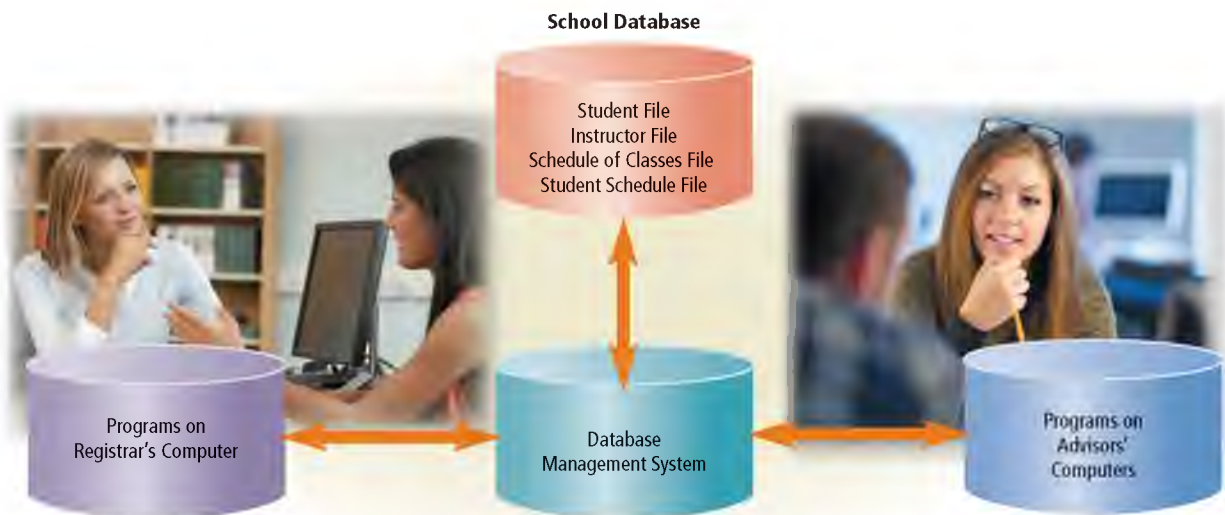 School Database
Student File
Instructor File
Schedule of Classes File
Student Schedule File
Programs on
Registrar's Computer
Database
Management System
Programs on
Advisors'
Computers